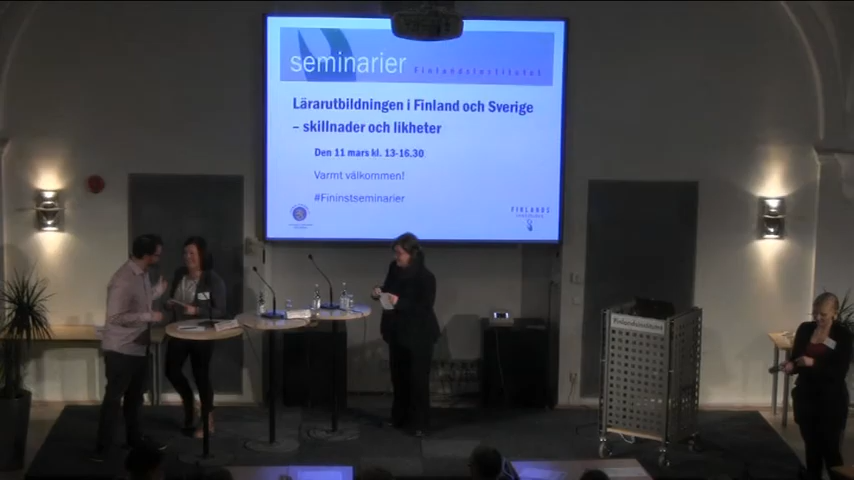 seminarier Finlandsinstitutet
Lärarutbildningen i Finland och Sverige
– skillnader och likheter
Den 11 mars kl. 13-16.30
Varmt välkommen!
#Fininstseminarier
FINLANDS
Finlandsinstitutet